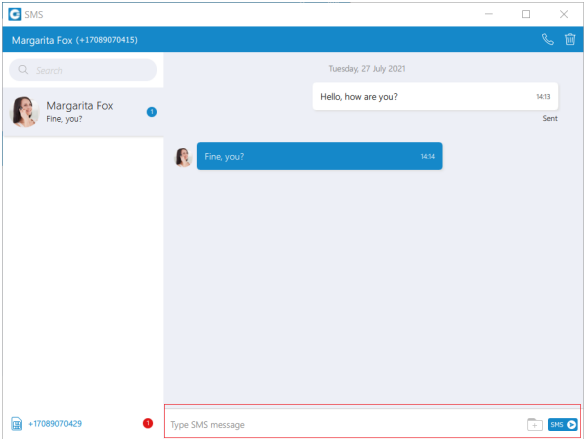 SMS
Margarita Fox (+17089070415)
Search
Margarita Fox
Fine, you?
1
Tuesday, 27 July 2021
Hello, how are you?
14:13
Sent
Fine, you?
14:14
+17089070429
1
Type SMS message
SMS